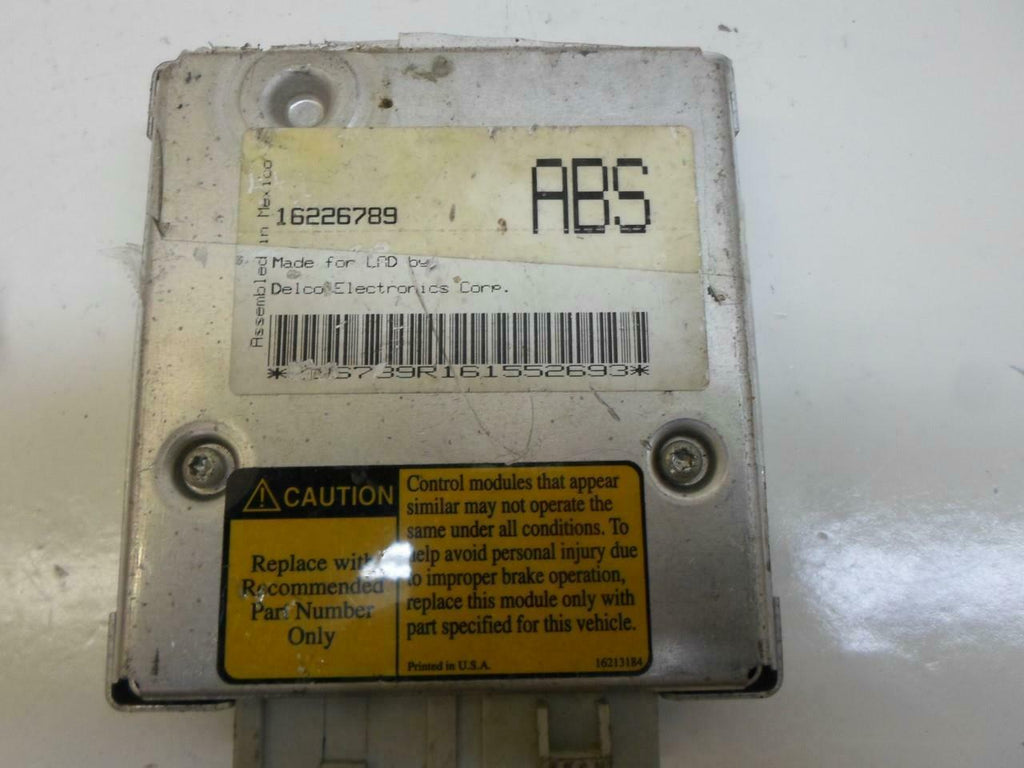 Assembled in Mexico
16226789
ABS
Made for LRD by
Delco Electronics Corp.
CAUTION
Replace with
Recommended
Part Number
Only
Control modules that appear
similar may not operate the
same under all conditions. To
help avoid personal injury due
to improper brake operation,
replace this module only with
part specified for this vehicle.
Printed in U.S.A.
16213184